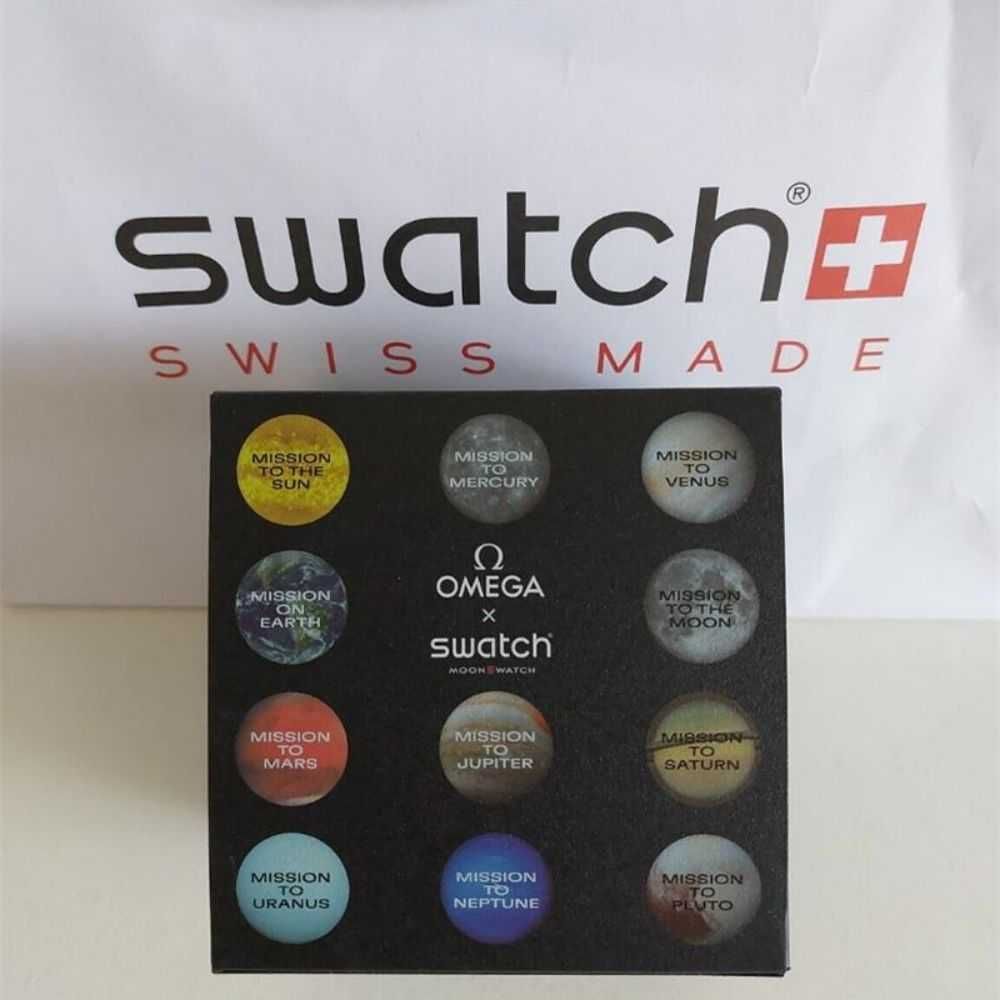 swatch®
SWISS MADE
MISSION
TO THE
SUN
MISSION
TO
MERCURY
MISSION
TO
VENUS
MISSION
ON
EARTH
Ω
OMEGA
×
swatch®
MOONSWATCH
MISSION
TO THE
MOON
MISSION
TO
MARS
MISSION
TO
JUPITER
MISSION
TO
SATURN
MISSION
TO
URANUS
MISSION
TO
NEPTUNE
MISSION
TO
PLUTO